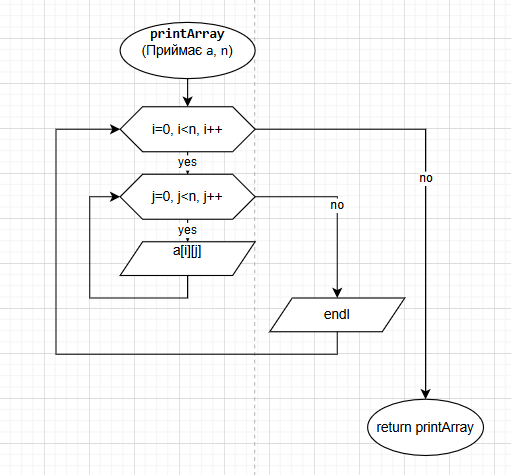 printArray
(Приймає a, n)
i=0, i<n, i++
yes
no
j=0, j<n, j++
no
yes
a[i][j]
endl
return printArray